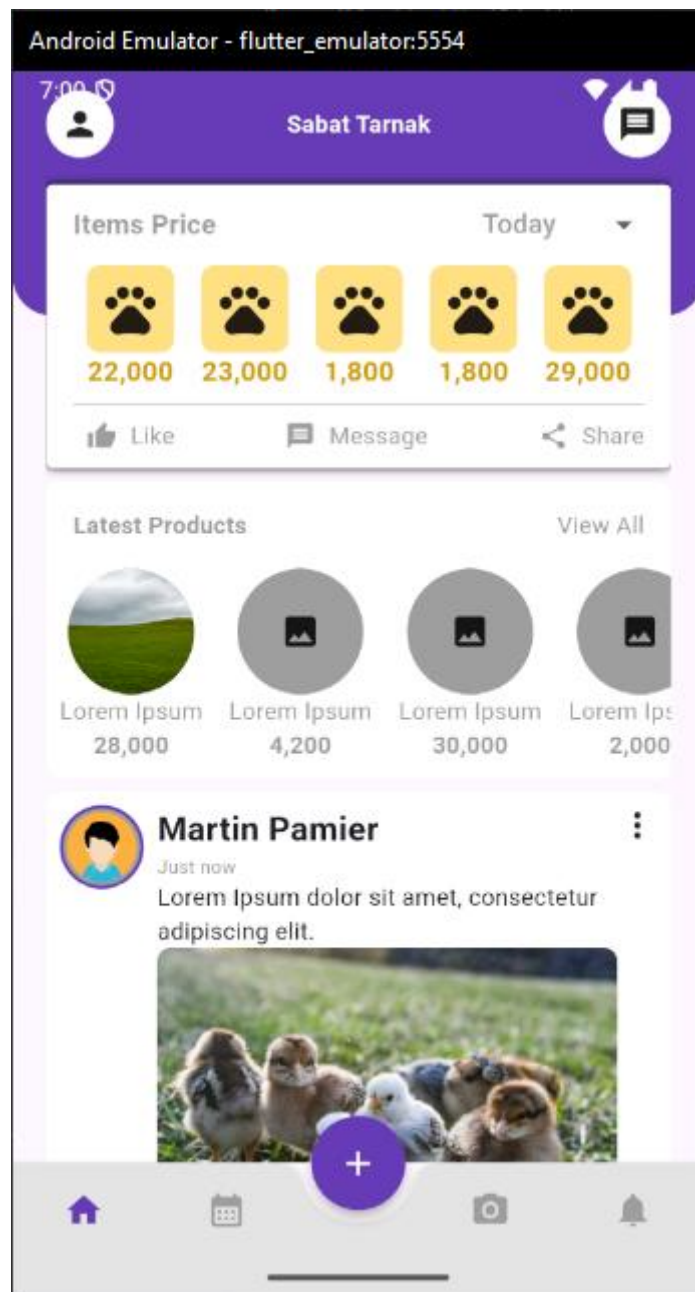 Android Emulator - flutter_emulator:5554
7:00
Sabat Tarnak
Items Price Today
22,000 23,000 1,800 1,800 29,000
Like Message Share
Latest Products View All
Lorem Ipsum Lorem Ipsum Lorem Ipsum Lorem Ips
28,000 4,200 30,000 2,000
Martin Pamier
Just now
Lorem Ipsum dolor sit amet, consectetur
adipiscing elit.